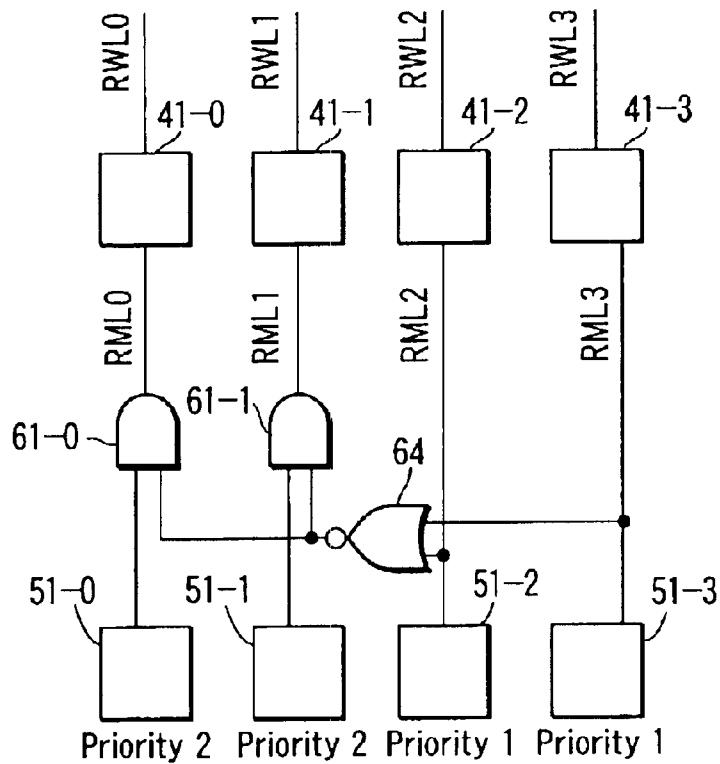 RWL0 RWL1 RWL2 RWL3
41-0 41-1 41-2 41-3
RML0 RML1 RML2 RML3
61-0 61-1 64
51-0 51-1 51-2 51-3
Priority 2 Priority 2 Priority 1 Priority 1